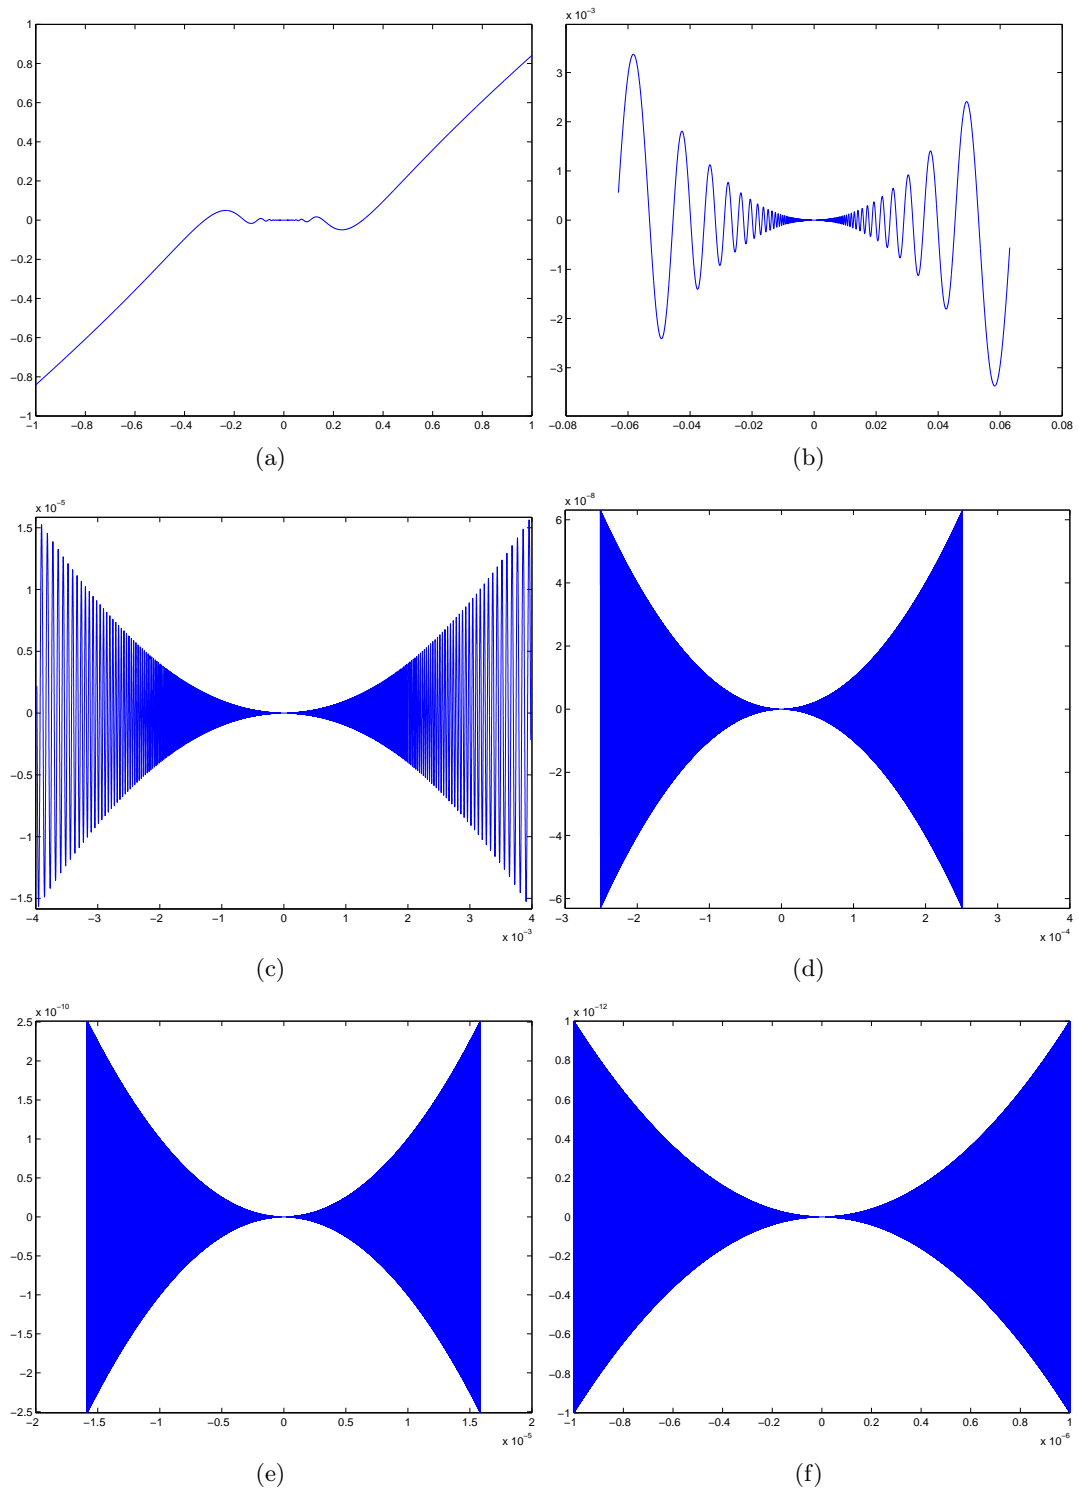 1
0.8
0.6
0.4
0.2
0
−0.2
−0.4
−0.6
−0.8
−1
−1 −0.8 −0.6 −0.4 −0.2 0 0.2 0.4 0.6 0.8 1
(a)
x 10⁻³
3
2
1
0
−1
−2
−3
−0.08 −0.06 −0.04 −0.02 0 0.02 0.04 0.06 0.08
(b)
x 10⁻⁵
1.5
1
0.5
0
−0.5
−1
−1.5
−4 −3 −2 −1 0 1 2 3 4
x 10⁻³
(c)
x 10⁻⁸
6
4
2
0
−2
−4
−6
−3 −2 −1 0 1 2 3 4
x 10⁻⁴
(d)
x 10⁻¹⁰
2.5
2
1.5
1
0.5
0
−0.5
−1
−1.5
−2
−2.5
−2 −1.5 −1 −0.5 0 0.5 1 1.5 2
x 10⁻⁵
(e)
x 10⁻¹²
1
0.8
0.6
0.4
0.2
0
−0.2
−0.4
−0.6
−0.8
−1
−1 −0.8 −0.6 −0.4 −0.2 0 0.2 0.4 0.6 0.8 1
x 10⁻⁶
(f)